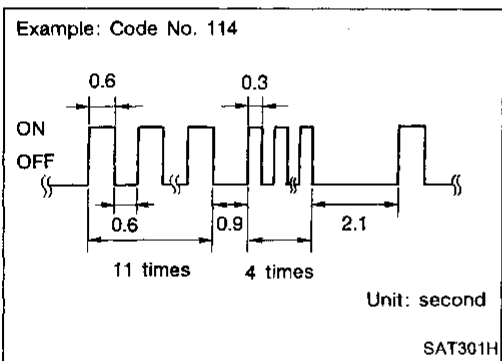 Example: Code No. 114
0.6
0.3
ON
OFF
0.6
0.9
2.1
11 times
4 times
Unit: second
SAT301H